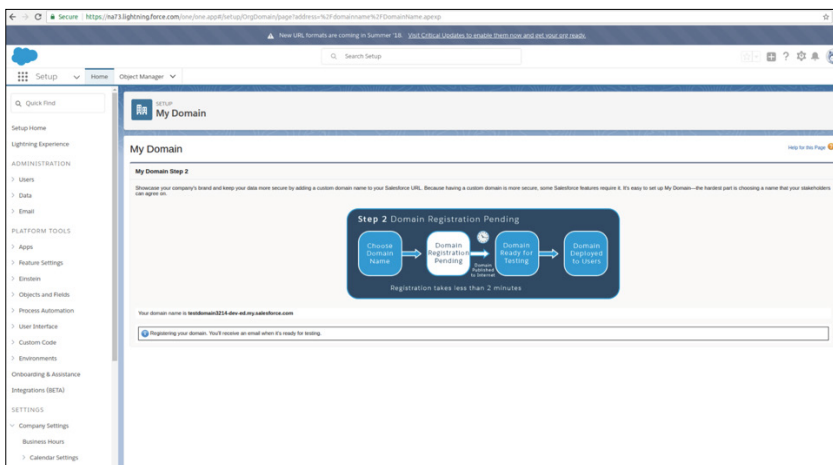 Secure
https://na73.lightning.force.com/one/one.app#/setup/OrgDomain/page?address=%2Fdomainname%2FDomainName.apexp
New URL formats are coming in Summer '18. Visit Critical Updates to enable them now and get your org ready.
Search Setup
Setup
Home
Object Manager
Quick Find
SETUP
My Domain
Setup Home
Lightning Experience
My Domain
Help for this Page
ADMINISTRATION
My Domain Step 2
Users
Data
Email
Showcase your company's brand and keep your data more secure by adding a custom domain name to your Salesforce URL. Because having a custom domain is more secure, some Salesforce features require it. It's easy to set up My Domain—the hardest part is choosing a name that your stakeholders
can agree on.
Step 2 Domain Registration Pending
Choose
Domain
Name
Domain
Registration
Pending
Domain
Published
to Internet
Domain
Ready for
Testing
Domain
Deployed
to Users
Registration takes less than 2 minutes
PLATFORM TOOLS
Apps
Feature Settings
Einstein
Objects and Fields
Process Automation
User Interface
Custom Code
Environments
Your domain name is testdomain3214-dev-ed.my.salesforce.com
Registering your domain. You'll receive an email when it's ready for testing.
Onboarding & Assistance
Integrations (BETA)
SETTINGS
Company Settings
Business Hours
Calendar Settings